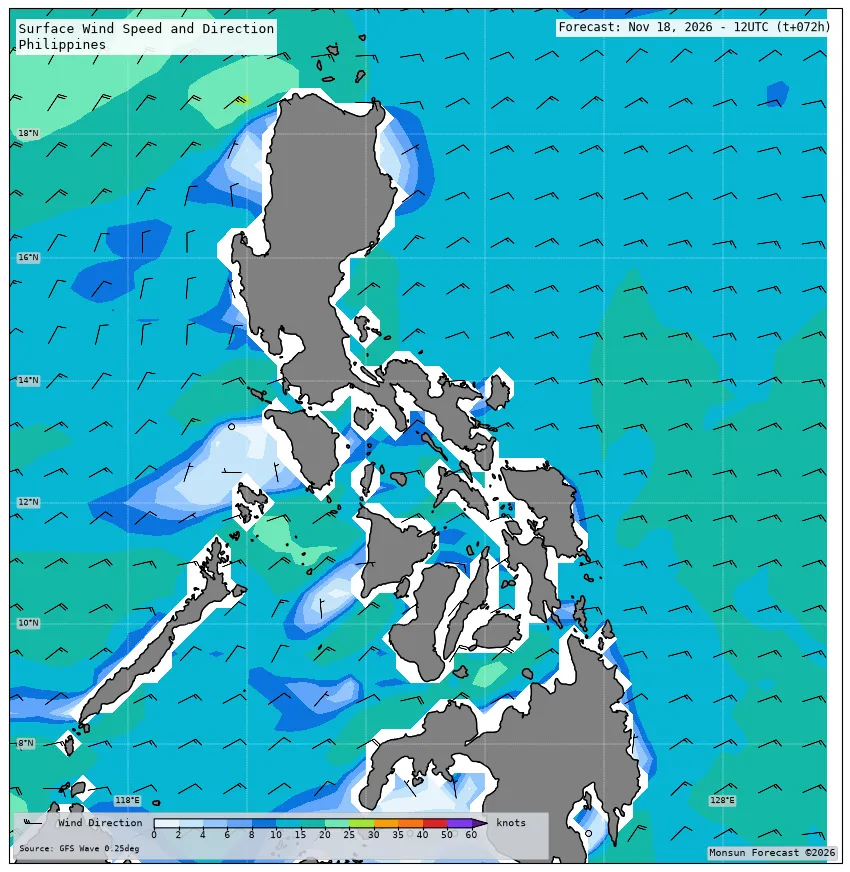 Surface Wind Speed and Direction
Philippines
Forecast: Nov 18, 2026 - 12UTC (t+072h)
18°N
16°N
14°N
12°N
10°N
8°N
118°E
128°E
Wind Direction
0 2 4 6 8 10 15 20 25 30 35 40 50 60
knots
Source: GFS Wave 0.25deg
Monsun Forecast ©2026